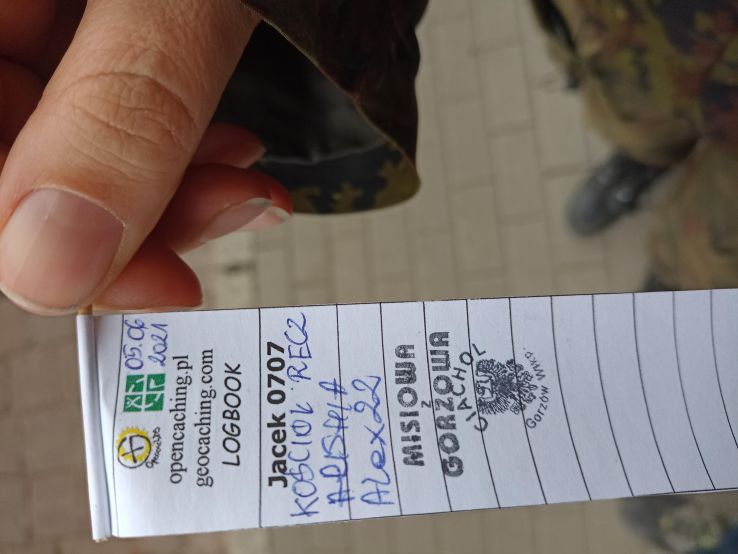 05.06
2021
opencaching.pl
geocaching.com
LOGBOOK
Jacek 0707
KOŚCIÓŁ RECZ
Alex22
MISIOWA
Z
GORZOWA
GORZÓW WLKP.